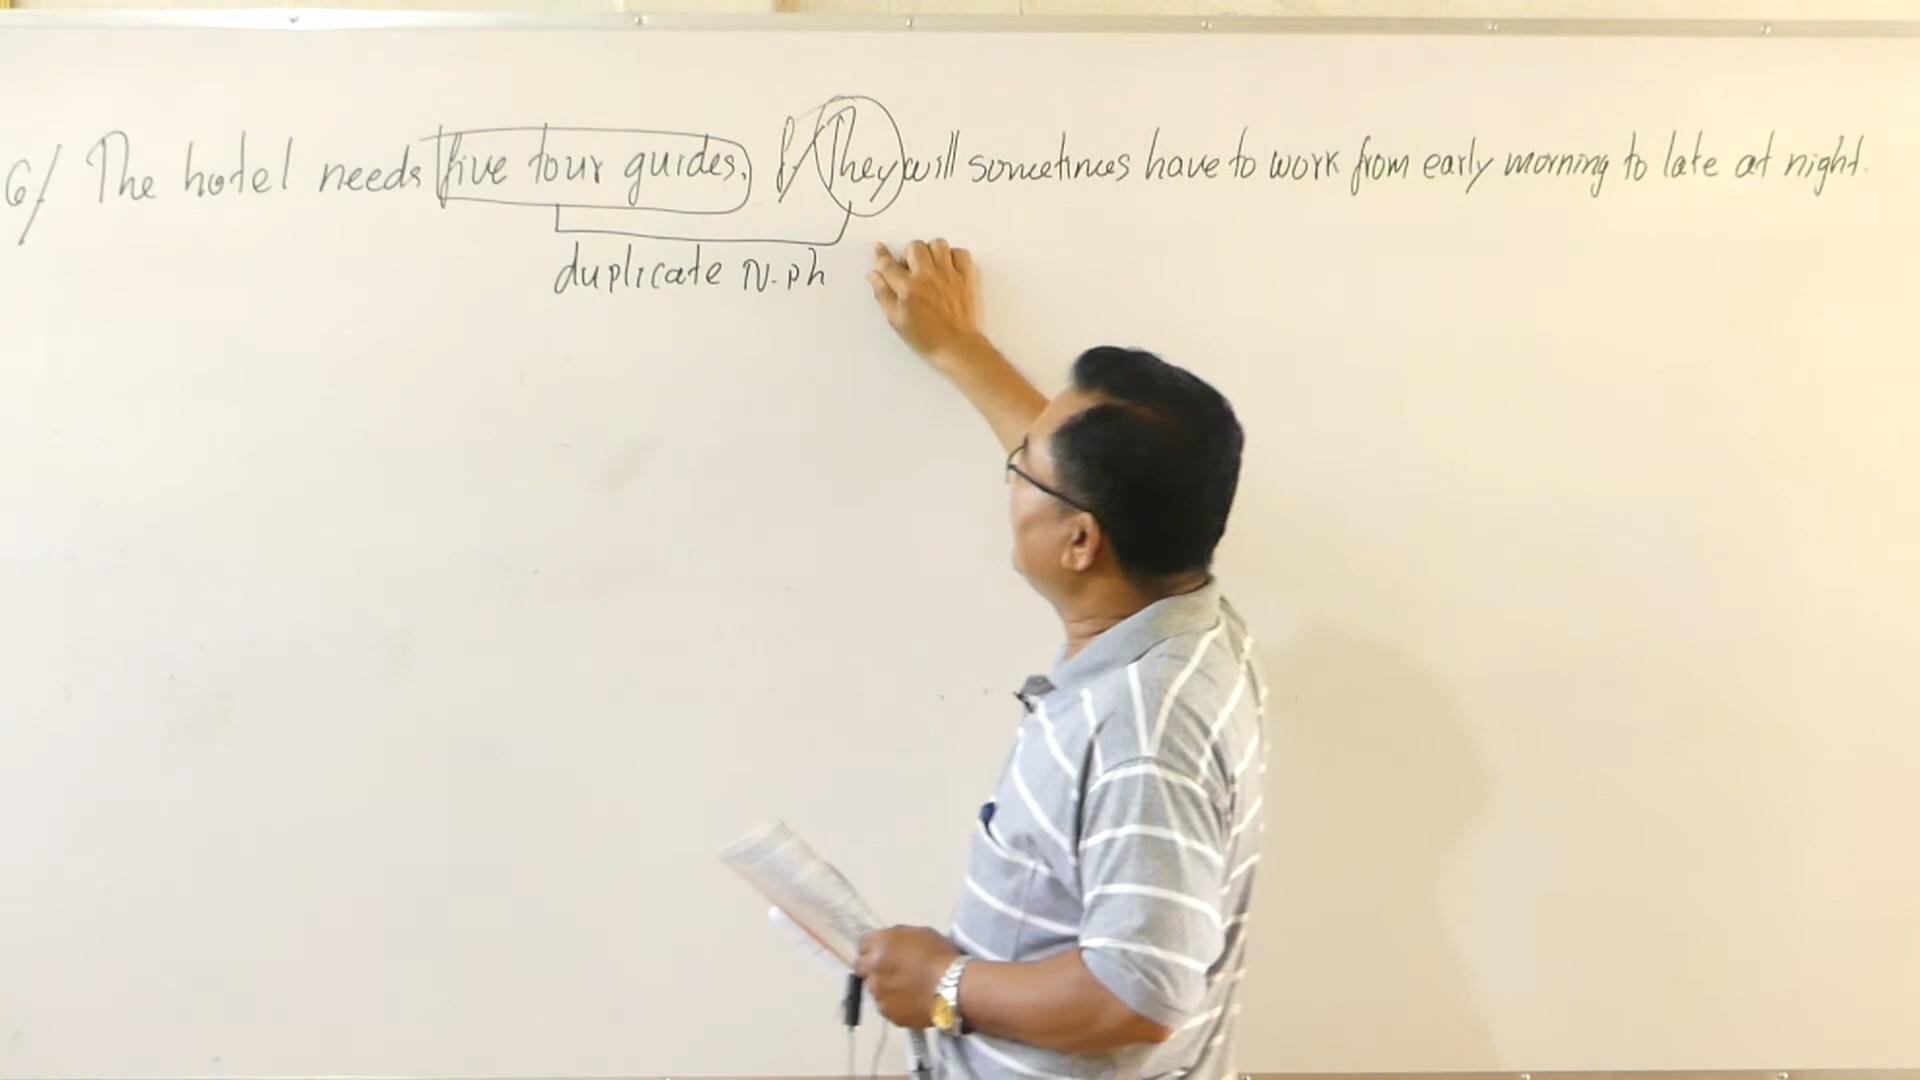 6/ The hotel needs five tour guides. // They will sometimes have to work from early morning to late at night.
duplicate N.ph